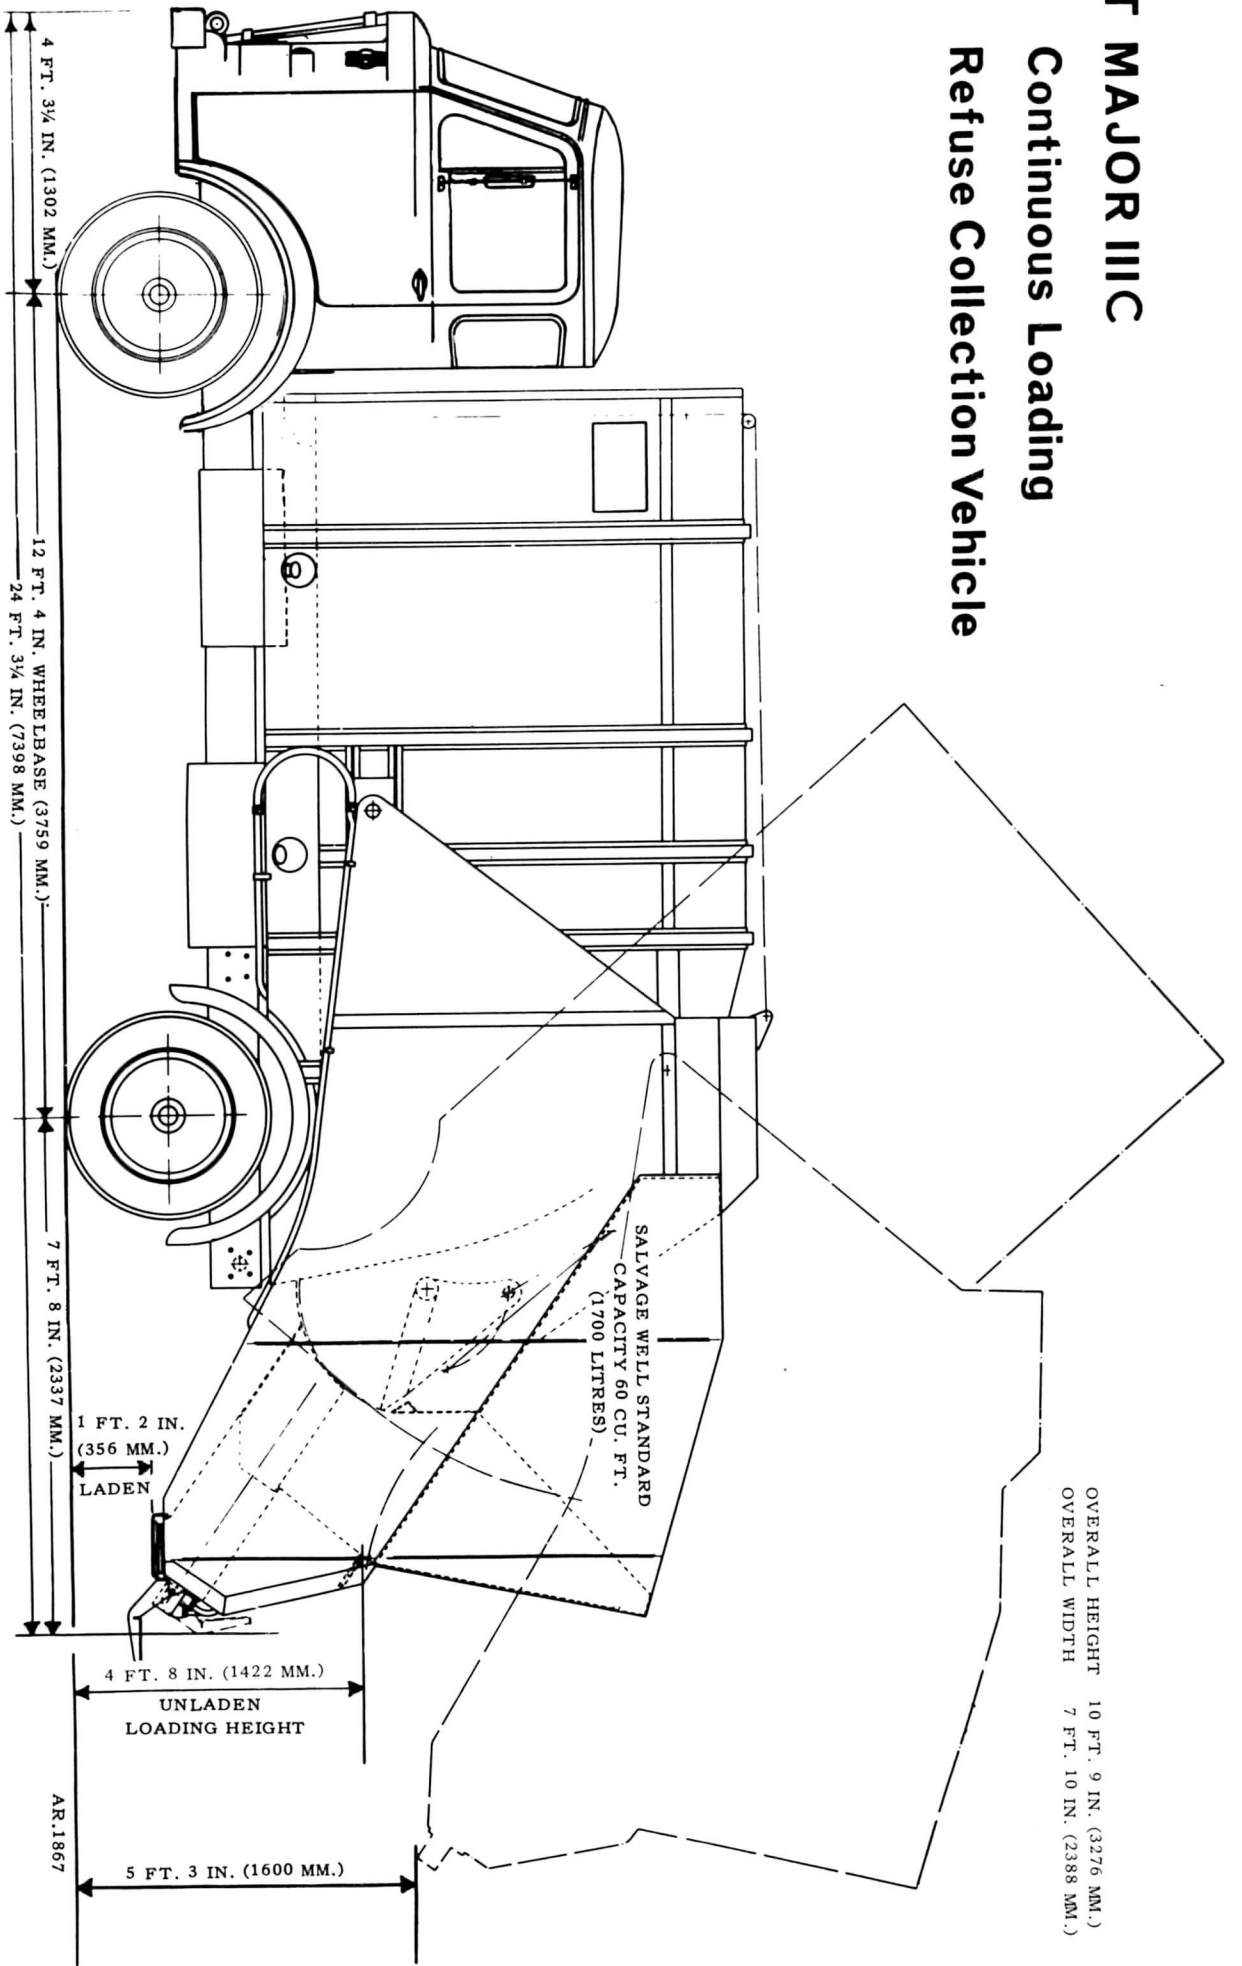 T MAJOR IIIC
Continuous Loading
Refuse Collection Vehicle
OVERALL HEIGHT 10 FT. 9 IN. (3276 MM.)
OVERALL WIDTH 7 FT. 10 IN. (2388 MM.)
SALVAGE WELL STANDARD
CAPACITY 60 CU. FT.
(1700 LITRES)
1 FT. 2 IN.
(356 MM.)
LADEN
4 FT. 8 IN. (1422 MM.)
UNLADEN
LOADING HEIGHT
5 FT. 3 IN. (1600 MM.)
4 FT. 3¼ IN. (1302 MM.)
12 FT. 4 IN. WHEELBASE (3759 MM.)
7 FT. 8 IN. (2337 MM.)
24 FT. 3¼ IN. (7398 MM.)
AR.1867